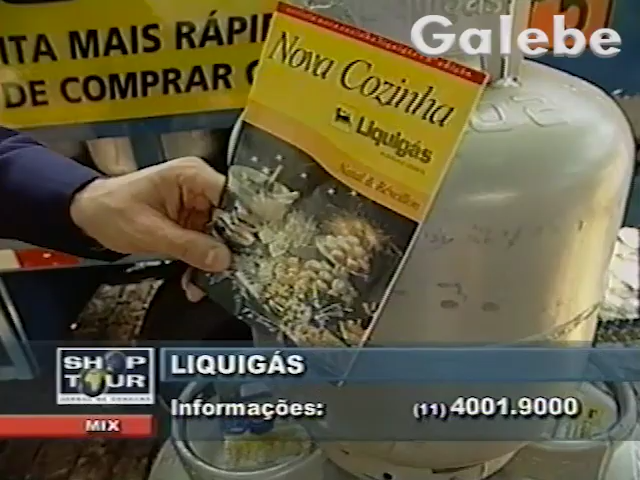 Galebe
ITA MAIS RÁPI
DE COMPRAR
Nova Cozinha
Liquigás
Natal & Réveillon
SHOP
TOUR
MIX
LIQUIGÁS
Informações: (11) 4001.9000